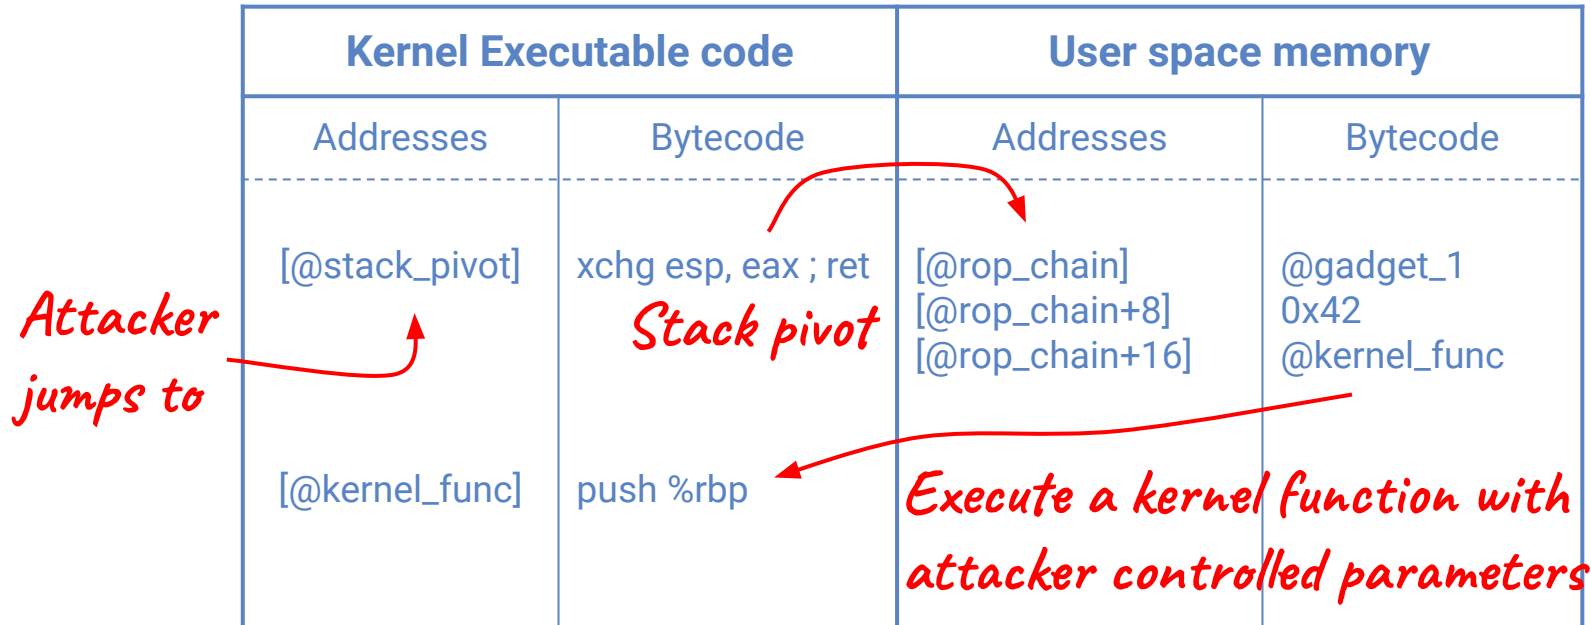 Kernel Executable code User space memory
Addresses Bytecode Addresses Bytecode
[@stack_pivot] xchg esp, eax ; ret [@rop_chain] @gadget_1
[@rop_chain+8] 0x42
[@rop_chain+16] @kernel_func
Attacker
jumps to
Stack pivot
[@kernel_func] push %rbp
Execute a kernel function with
attacker controlled parameters